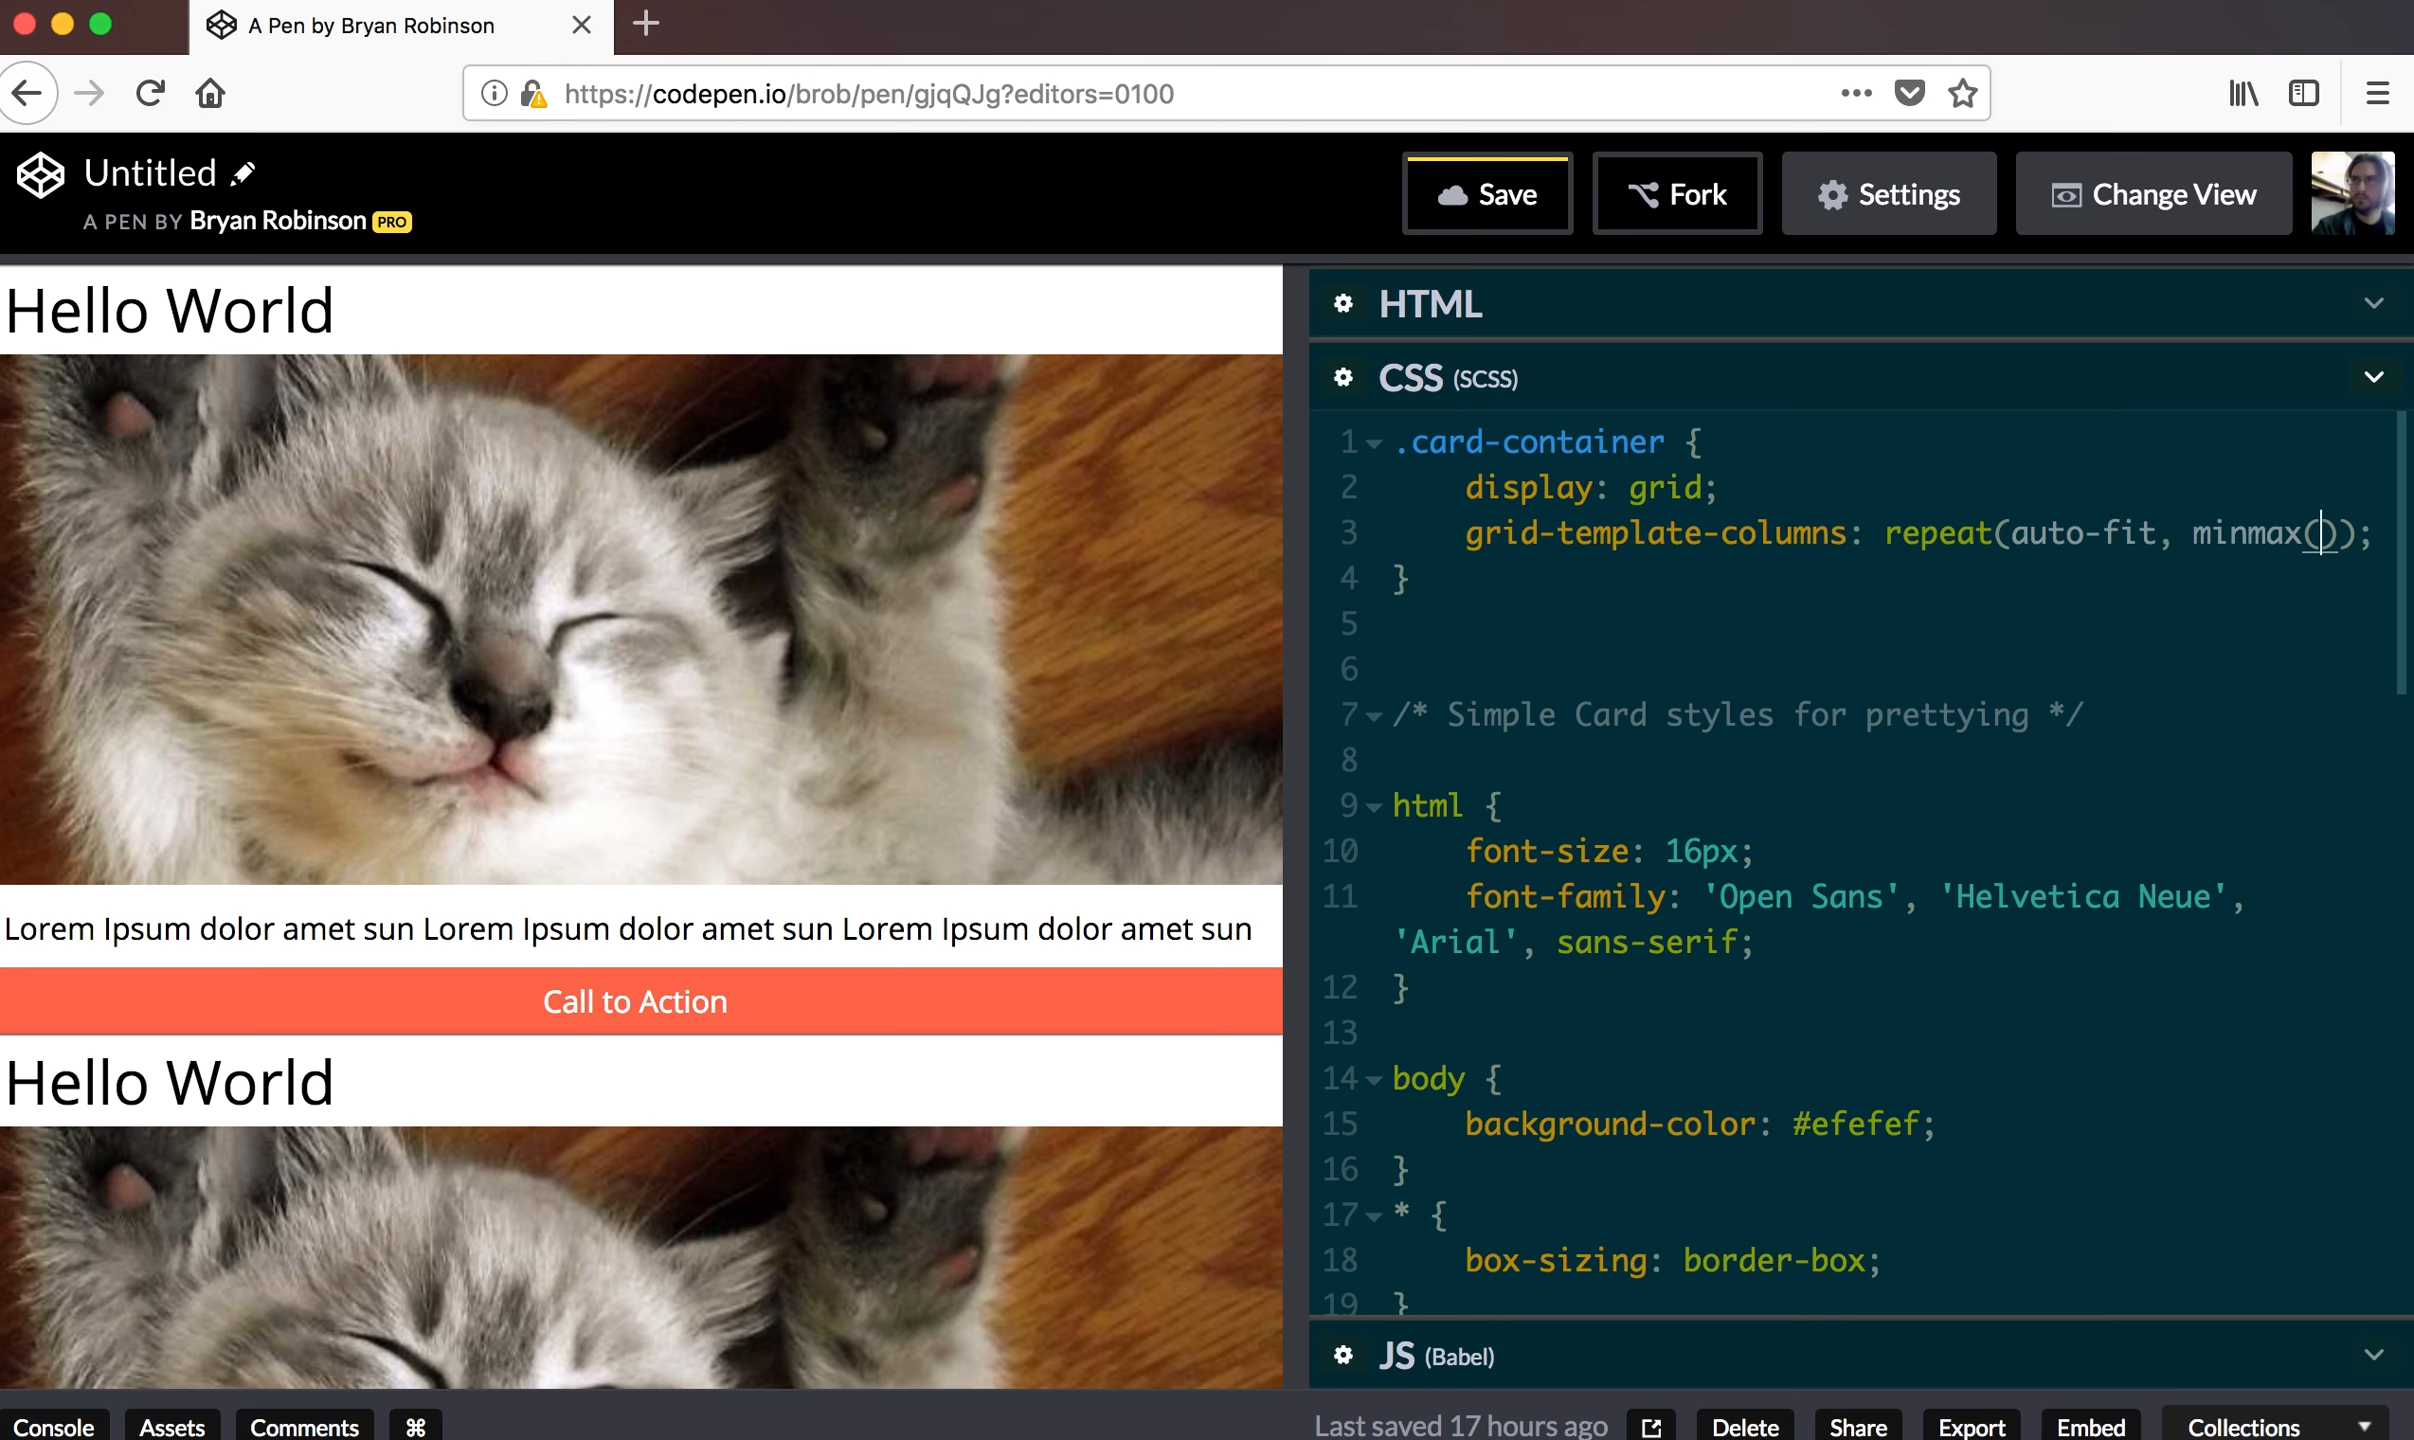 A Pen by Bryan Robinson
https://codepen.io/brob/pen/gjqQJg?editors=0100
Untitled
A PEN BY Bryan Robinson PRO
Save
Fork
Settings
Change View
Hello World
Lorem Ipsum dolor amet sun Lorem Ipsum dolor amet sun Lorem Ipsum dolor amet sun
Call to Action
Hello World
HTML
CSS (SCSS)
1 .card-container {
2 display: grid;
3 grid-template-columns: repeat(auto-fit, minmax());
4 }
5
6
7 /* Simple Card styles for prettying */
8
9 html {
10 font-size: 16px;
11 font-family: 'Open Sans', 'Helvetica Neue',
'Arial', sans-serif;
12 }
13
14 body {
15 background-color: #efefef;
16 }
17 * {
18 box-sizing: border-box;
19 }
JS (Babel)
Console
Assets
Comments
⌘
Last saved 17 hours ago
Delete
Share
Export
Embed
Collections